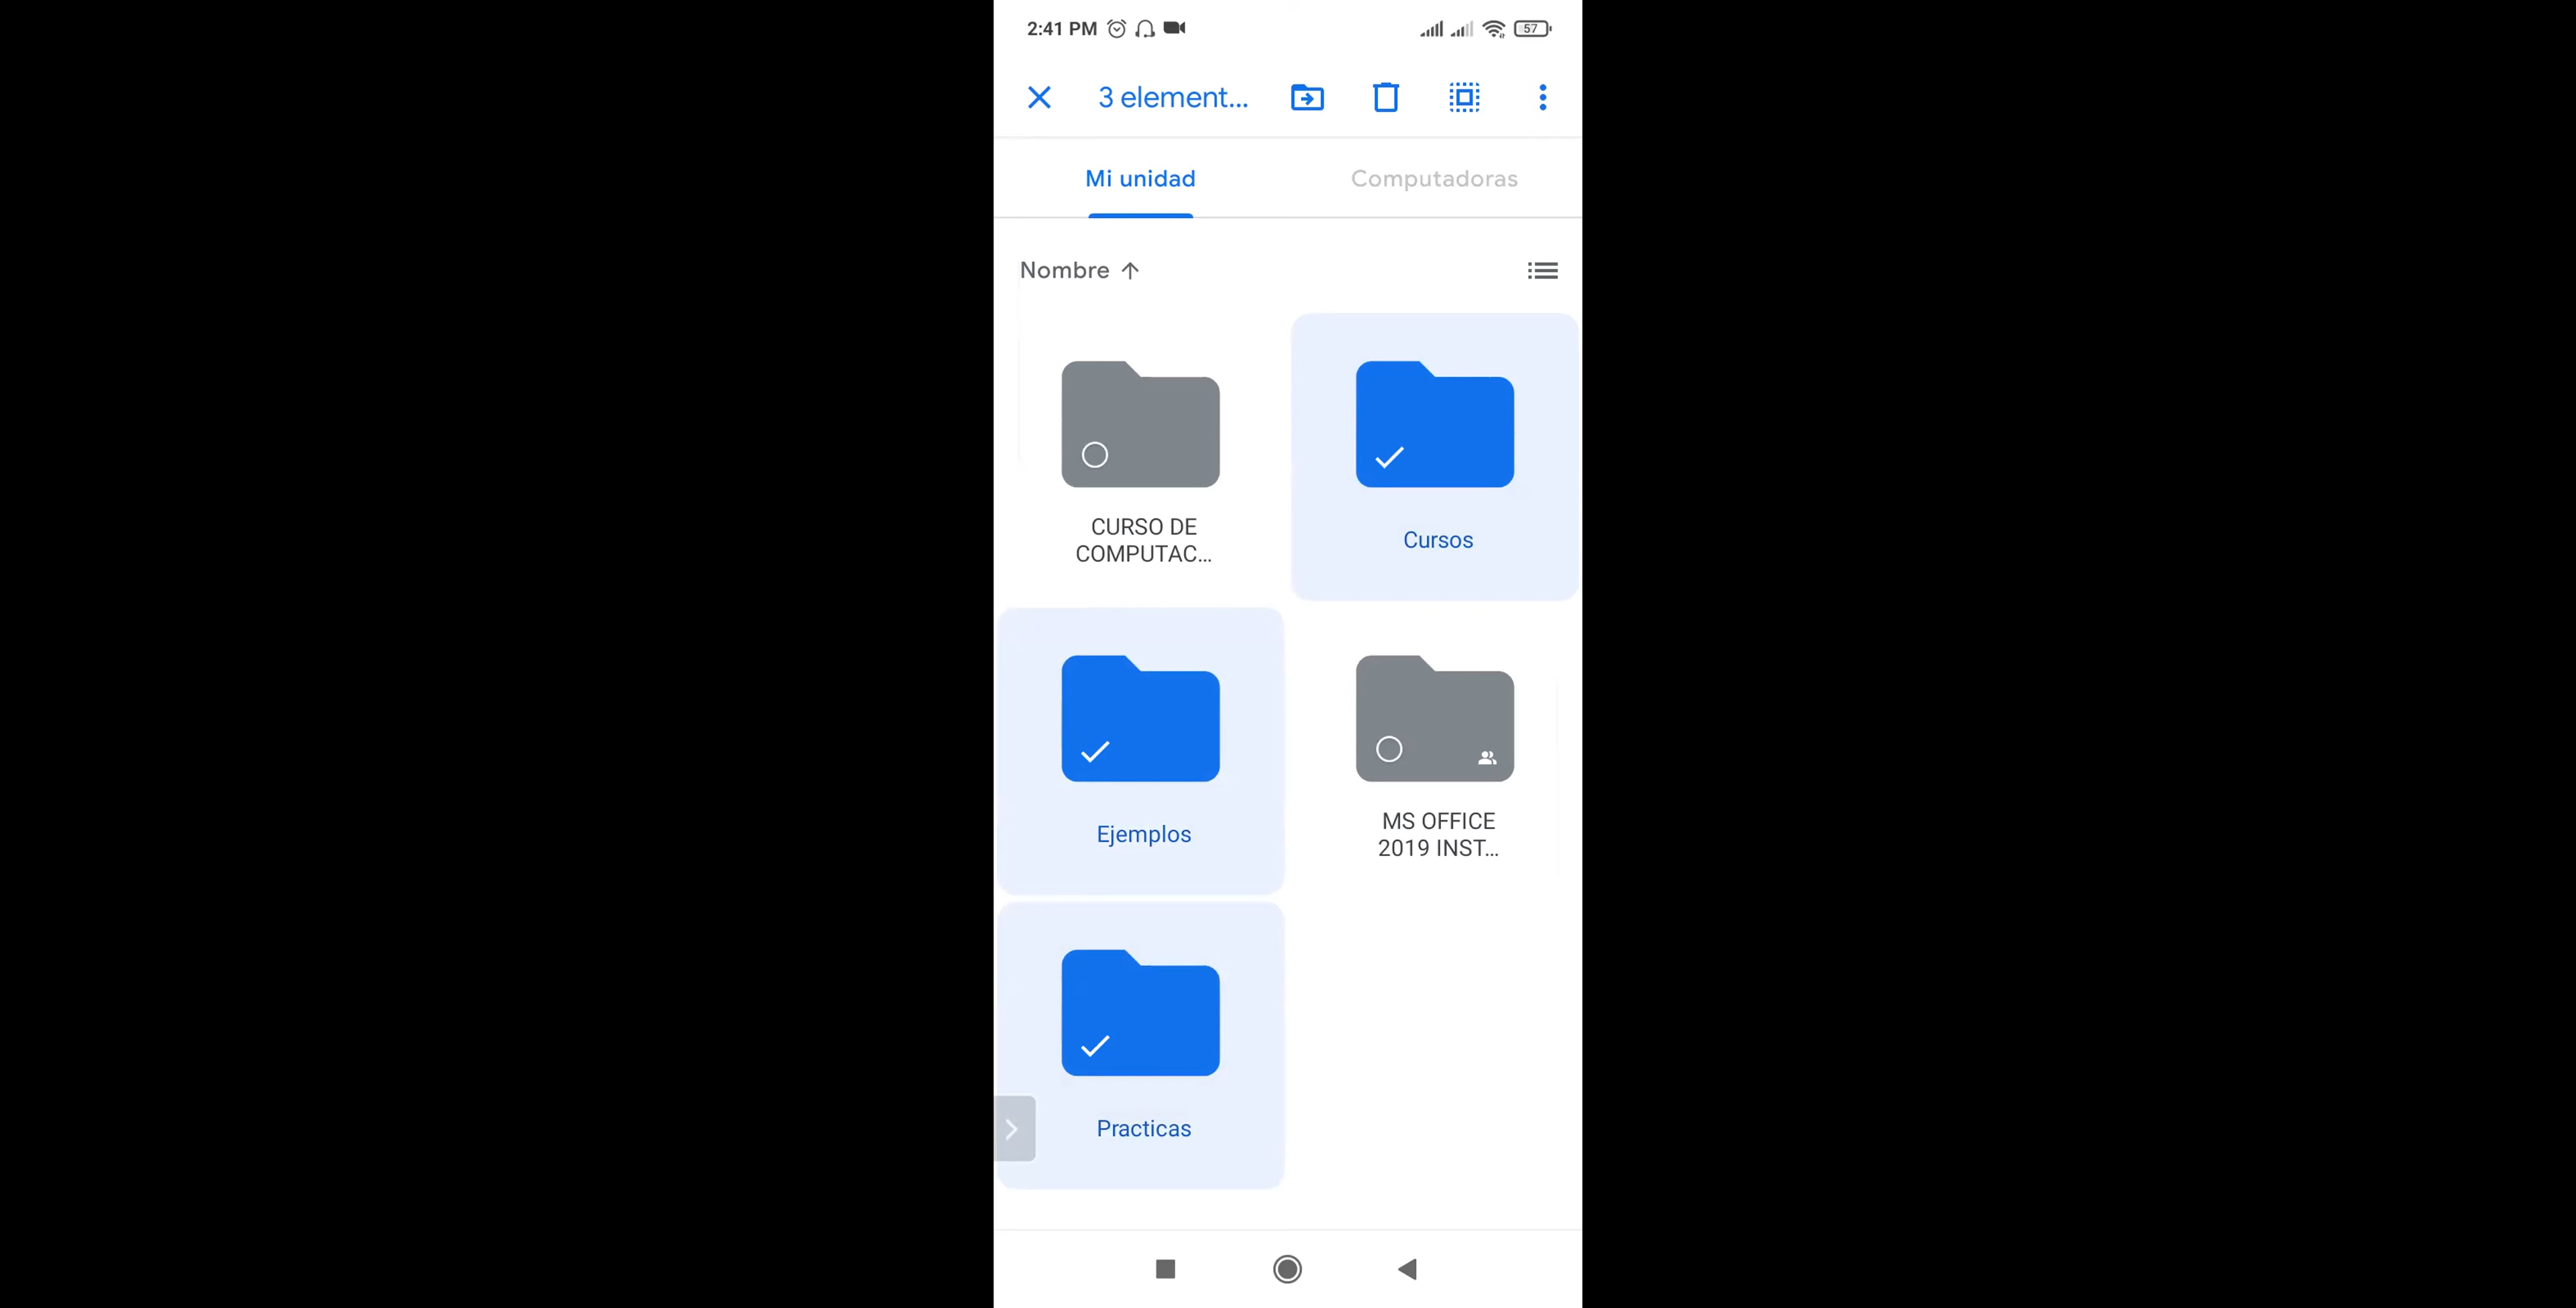 2:41 PM
57
3 element...
Mi unidad
Computadoras
Nombre
CURSO DE
COMPUTAC...
Cursos
Ejemplos
MS OFFICE
2019 INST...
Practicas